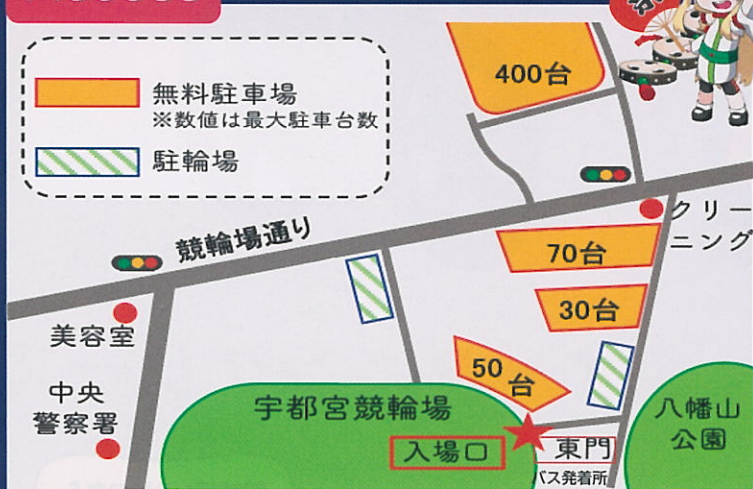 400台
無料駐車場
※数値は最大駐車台数
駐輪場
競輪場通り
クリー
ニング
70台
30台
美容室
50台
中央
警察署
宇都宮競輪場
入場口
東門
バス発着所
八幡山
公園